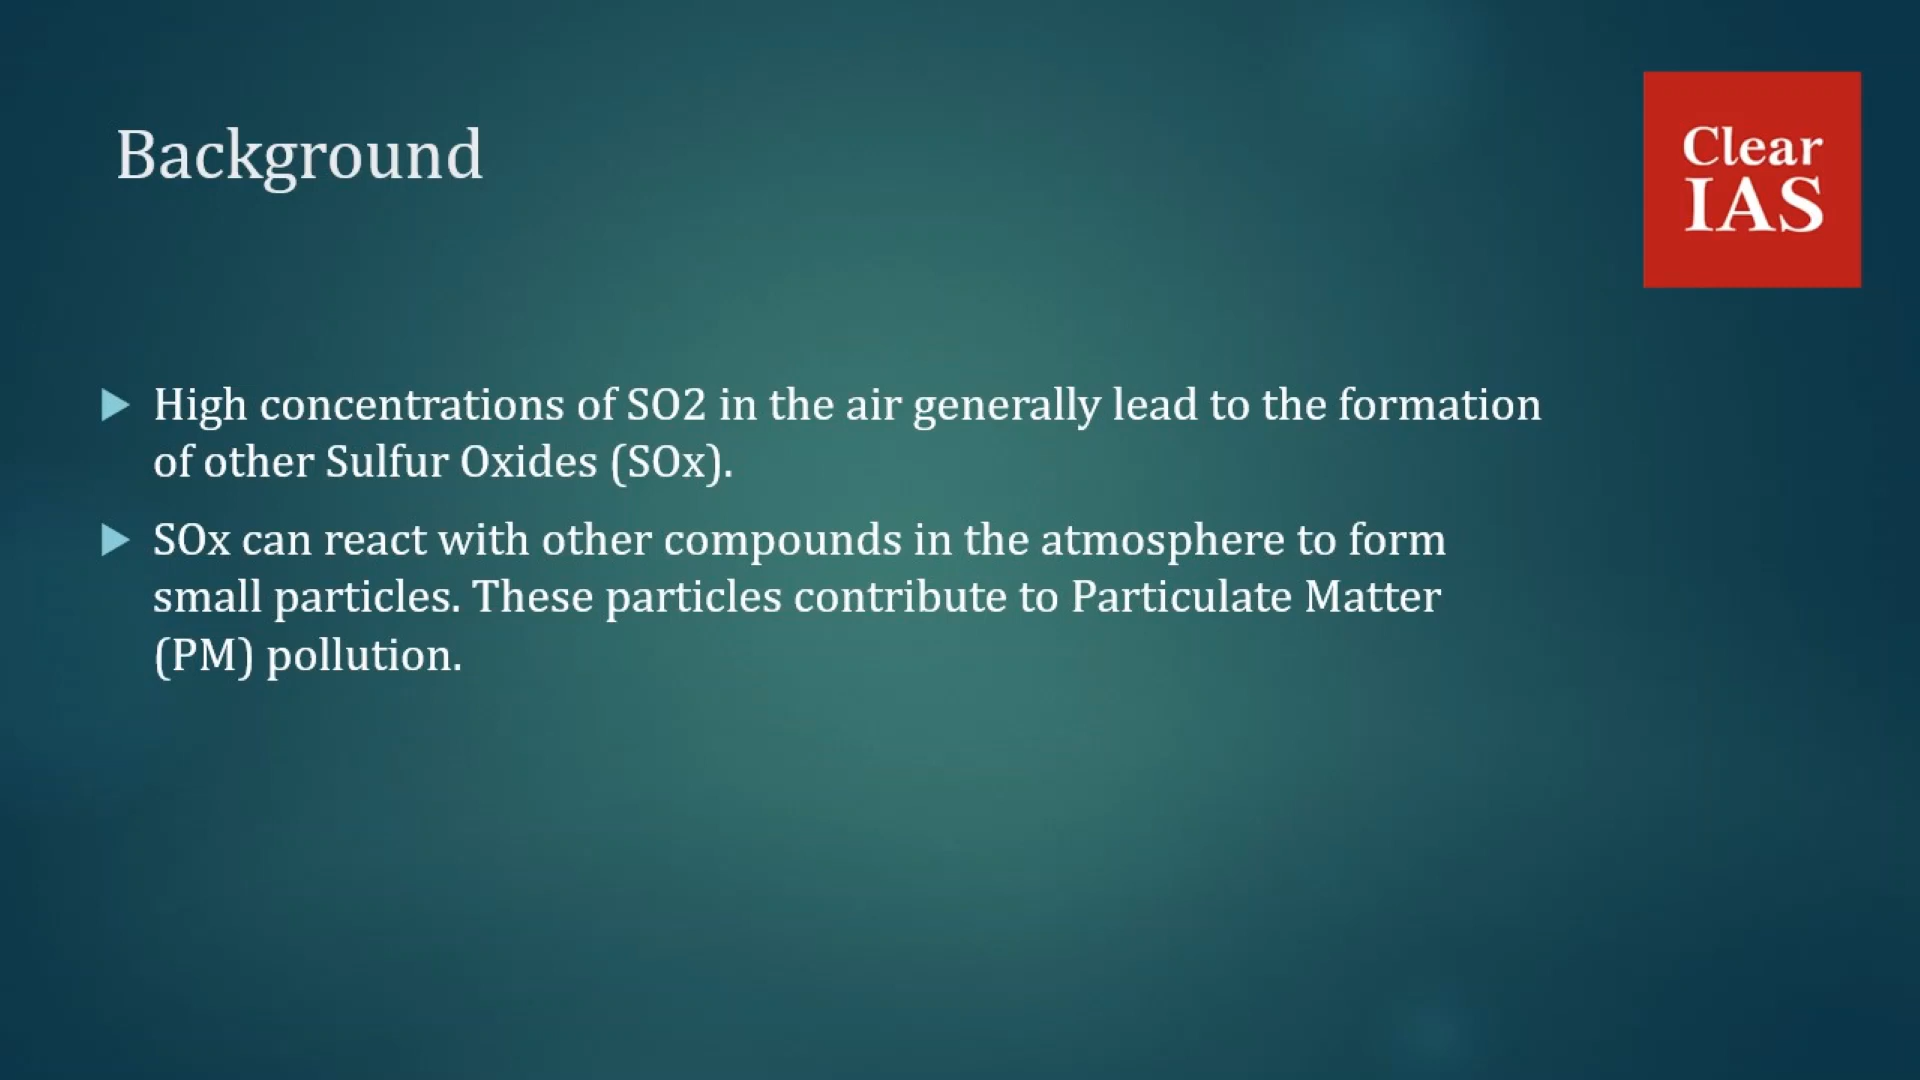 Background
Clear
IAS
High concentrations of SO2 in the air generally lead to the formation
of other Sulfur Oxides (SOx).
SOx can react with other compounds in the atmosphere to form
small particles. These particles contribute to Particulate Matter
(PM) pollution.